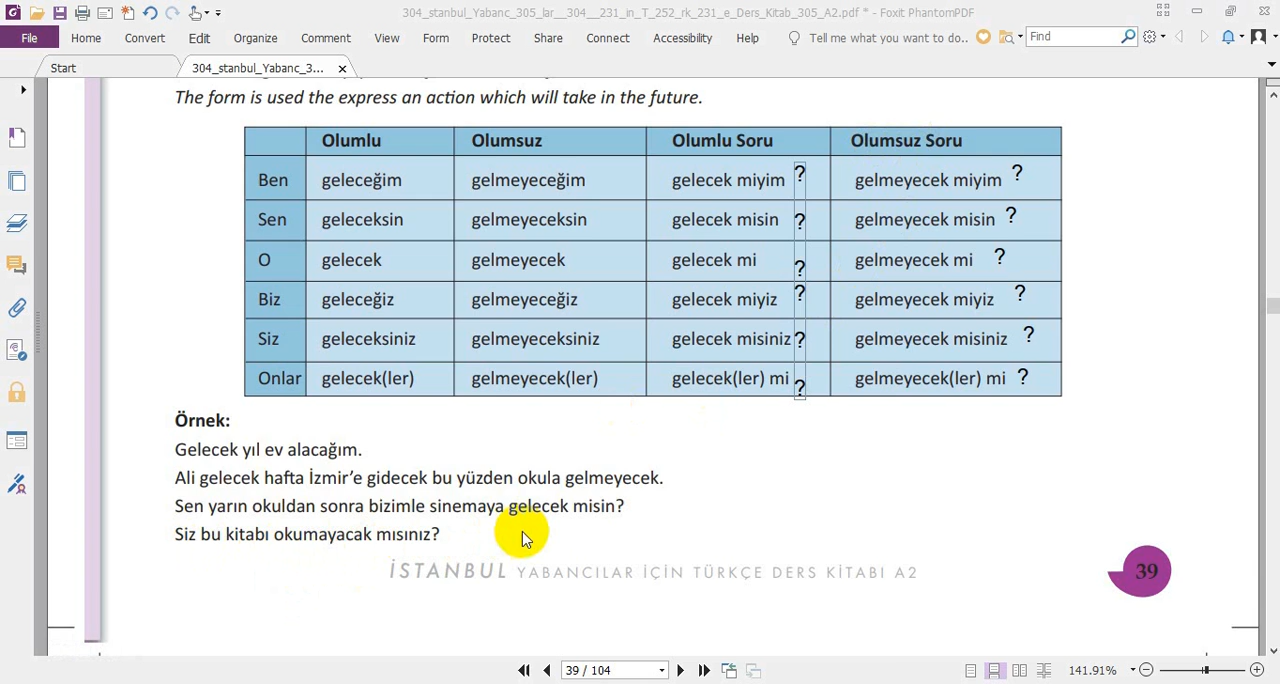 304_stanbul_Yabanc_305_lar__304__231_in_T_252_rk_231_e_Ders_Kitab_305_A2.pdf * - Foxit PhantomPDF
File Home Convert Edit Organize Comment View Form Protect Share Connect Accessibility Help Tell me what you want to do.. Find
Start 304_stanbul_Yabanc_3...
The form is used the express an action which will take in the future.
Olumlu Olumsuz Olumlu Soru Olumsuz Soru
Ben geleceğim gelmeyeceğim gelecek miyim ? gelmeyecek miyim ?
Sen geleceksin gelmeyeceksin gelecek misin ? gelmeyecek misin ?
O gelecek gelmeyecek gelecek mi ? gelmeyecek mi ?
Biz geleceğiz gelmeyeceğiz gelecek miyiz ? gelmeyecek miyiz ?
Siz geleceksiniz gelmeyeceksiniz gelecek misiniz ? gelmeyecek misiniz ?
Onlar gelecek(ler) gelmeyecek(ler) gelecek(ler) mi ? gelmeyecek(ler) mi ?
Örnek:
Gelecek yıl ev alacağım.
Ali gelecek hafta İzmir’e gidecek bu yüzden okula gelmeyecek.
Sen yarın okuldan sonra bizimle sinemaya gelecek misin?
Siz bu kitabı okumayacak mısınız?
İSTANBUL YABANCILAR İÇİN TÜRKÇE DERS KİTABI A2
39
39 / 104 141.91%